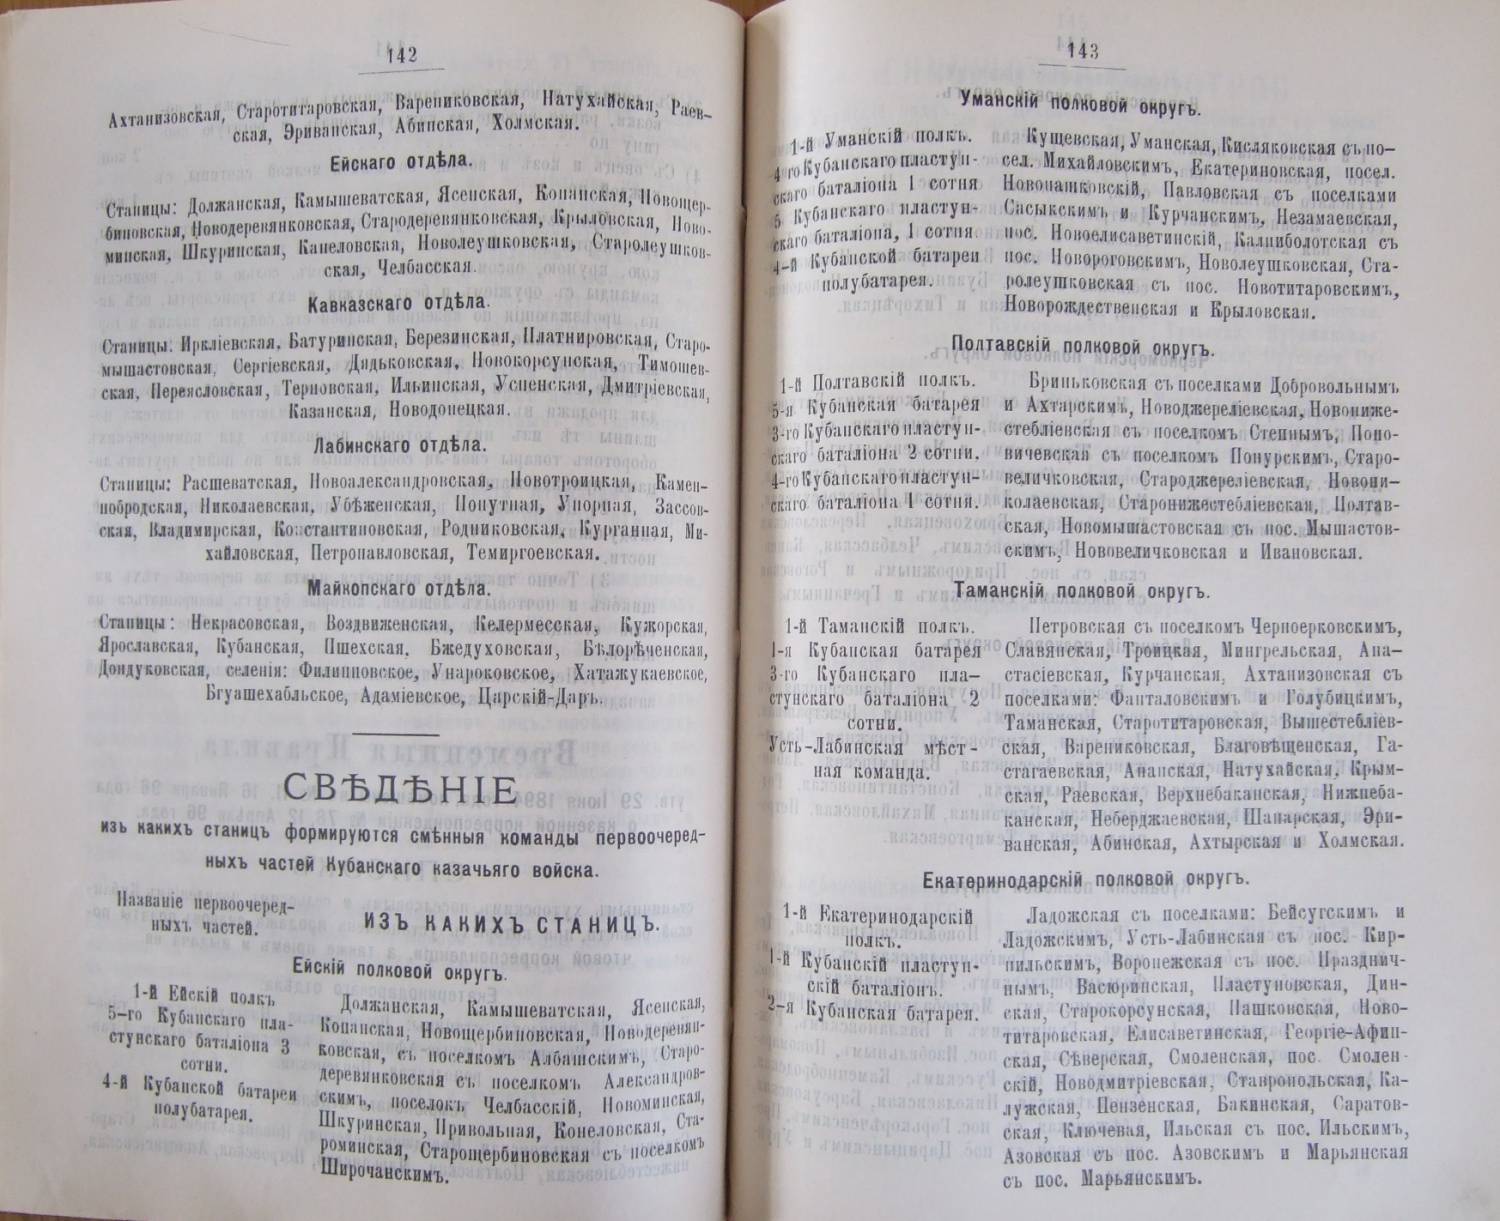 142
Ахтанизовская, Старотитаровская, Варениковская, Натухайская, Раев-
ская, Эриванская, Абинская, Холмская.
Ейскаго отдѣла.
Станицы: Должанская, Камышеватская, Ясенская, Копанская, Новощер-
биновская, Новодеревянковская, Стародеревянковская, Крыловская, Ново-
минская, Шкуринская, Канеловская, Новолеушковская, Старолеушков-
ская, Челбасская.
Кавказскаго отдѣла.
Станицы: Ирклiевская, Батуринская, Березинская, Платнировская, Старо-
мышастовская, Сергiевская, Дядьковская, Новокорсунская, Тимошев-
ская, Переясловская, Терновская, Ильинская, Успенская, Дмитрiевская,
Казанская, Новодонецкая.
Лабинскаго отдѣла.
Станицы: Расшеватская, Новоалександровская, Новотроицкая, Камен-
нобродская, Николаевская, Убѣженская, Попутная, Упорная, Зассов-
ская, Владимирская, Константиновская, Родниковская, Курганная, Ми-
хайловская, Петропавловская, Темиргоевская.
Майкопскаго отдѣла.
Станицы: Некрасовская, Воздвиженская, Келермесская, Кужорская,
Ярославская, Кубанская, Пшехская, Бжедуховская, Бѣлорѣченская,
Дондуковская, селенiя: Филипповское, Унароковское, Хатажукаевское,
Бгуашехабльское, Адамiевское, Царскiй-Даръ.
СВѢДѢНIЕ
изъ какихъ станицъ формируются смѣнныя команды первоочеред-
ныхъ частей Кубанскаго казачьяго войска.
Названiе первоочеред-
ныхъ частей.
ИЗЪ КАКИХЪ СТАНИЦЪ.
Ейскiй полковой округъ.
1-й Ейскiй полкъ
5-го Кубанскаго пла-
стунскаго баталiона 3
сотни.
4-й Кубанской батареи
полубатарея.
Должанская, Камышеватская, Ясенская,
Копанская, Новощербиновская, Новодеревян-
ковская, съ поселкомъ Албашскимъ, Старо-
деревянковская съ поселкомъ Александров-
скимъ, поселокъ Челбасскiй, Новоминская,
Шкуринская, Привольная, Конеловская, Ста-
роминская, Старощербиновская съ поселкомъ
Широчанскимъ.
143
Уманскiй полковой округъ.
1-й Уманскiй полкъ.
4-го Кубанскаго пластун-
скаго баталiона 1 сотня
5 Кубанскаго пластун-
скаго баталiона, 1 сотня.
4-й Кубанской батареи
полубатарея.
Кущевская, Уманская, Кисляковская съ по-
сел. Михайловскимъ, Екатериновская, посел.
Новопашковскiй, Павловская съ поселками
Сасыкскимъ и Курчанскимъ, Незамаевская,
пос. Новоелисаветинскiй, Калниболотская съ
пос. Новороговскимъ, Новолеушковская, Ста-
ролеушковская съ пос. Новотитаровскимъ,
Новорождественская и Крыловская.
Полтавскiй полковой округъ.
1-й Полтавскiй полкъ.
5-я Кубанская батарея
3-го Кубанскаго пластун-
скаго баталiона 2 сотни.
4-го Кубанскаго пластун-
скаго баталiона 1 сотня.
Бриньковская съ поселками Добровольнымъ
и Ахтарскимъ, Новоджерелiевская, Новониже-
стеблiевская съ поселкомъ Степнымъ, Попо-
вичевская съ поселкомъ Понурскимъ, Старо-
величковская, Староджерелiевская, Новони-
колаевская, Старонижестеблiевская, Полтав-
ская, Новомышастовская съ пос. Мышастов-
скимъ, Нововеличковская и Ивановская.
Таманскiй полковой округъ.
1-й Таманскiй полкъ.
1-я Кубанская батарея
3-го Кубанскаго пла-
стунскаго баталiона 2
сотни.
Усть-Лабинская мѣст-
ная команда.
Петровская съ поселкомъ Черноерковскимъ,
Славянская, Троицкая, Мингрельская, Ана-
стасiевская, Курчанская, Ахтанизовская съ
поселками: Фанталовскимъ и Голубицкимъ,
Таманская, Старотитаровская, Вышестеблiев-
ская, Варениковская, Благовѣщенская, Га-
стагаевская, Анапская, Натухайская, Крым-
ская, Раевская, Верхнебаканская, Нижнеба-
канская, Неберджаевская, Шапарская, Эри-
ванская, Абинская, Ахтырская и Холмская.
Екатеринодарскiй полковой округъ.
1-й Екатеринодарскiй
полкъ.
1-й Кубанскiй пластун-
скiй баталiонъ.
2-я Кубанская батарея.
Ладожская съ поселками: Бейсугскимъ и
Ладожскимъ, Усть-Лабинская съ пос. Кир-
пильскимъ, Воронежская съ пос. Празднич-
нымъ, Васюринская, Пластуновская, Дин-
ская, Старокорсунская, Пашковская, Ново-
титаровская, Елисаветинская, Георгiе-Афип-
ская, Сѣверская, Смоленская, пос. Смолен-
скiй, Новодмитрiевская, Ставропольская, Ка-
лужская, Пензенская, Бакинская, Саратов-
ская, Ключевая, Ильская съ пос. Ильскимъ,
Азовская съ пос. Азовскимъ и Марьянская
съ пос. Марьянскимъ.